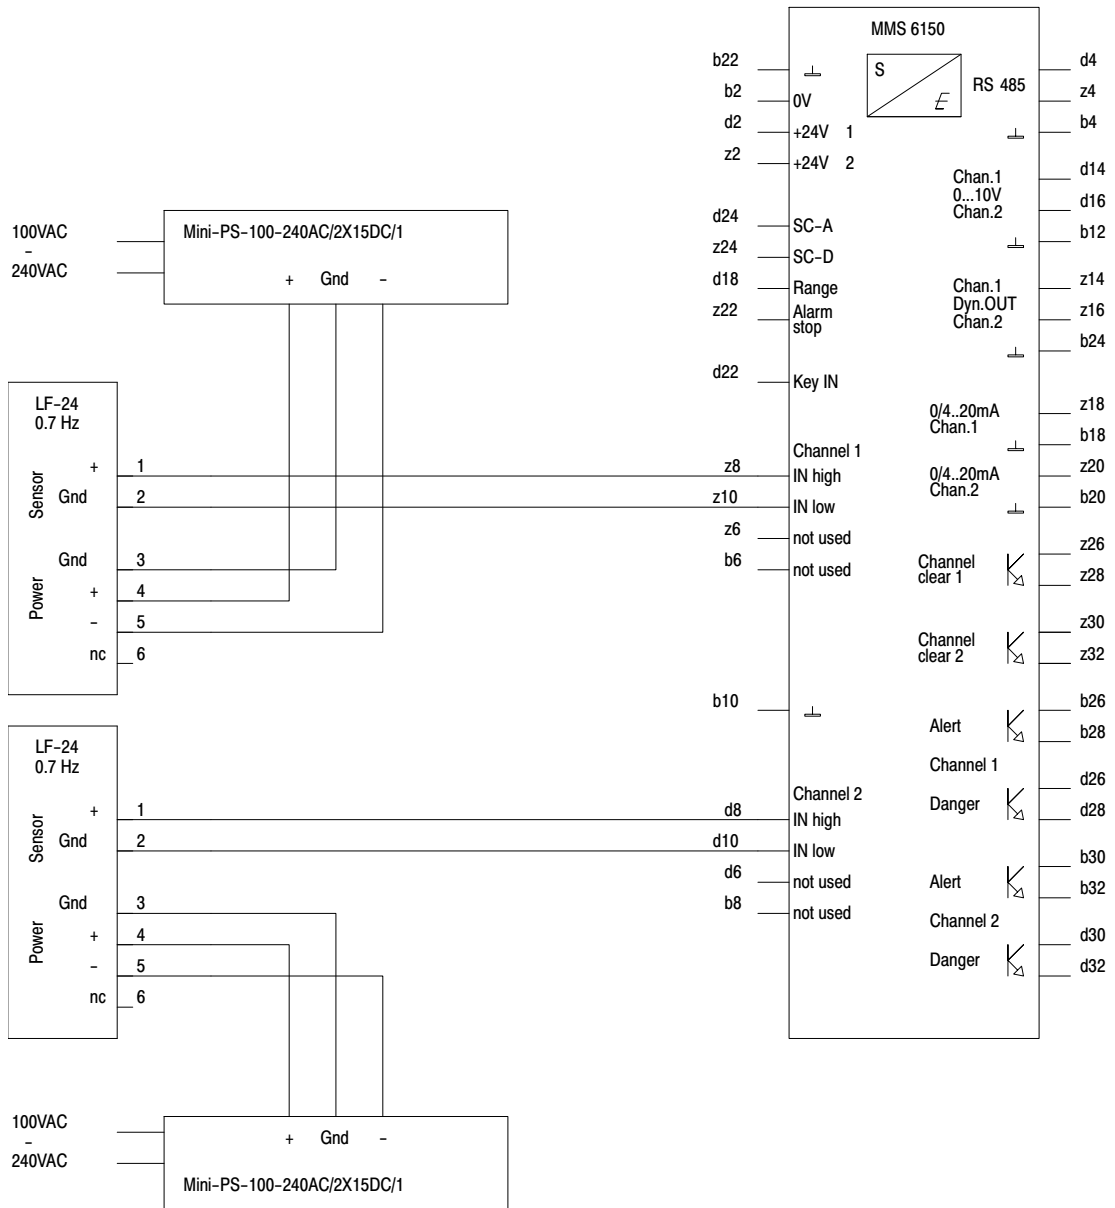 MMS 6150
b22
S
E
RS 485
d4
b2
0V
z4
d2
+24V 1
b4
z2
+24V 2
Chan.1
0...10V
Chan.2
d14
d16
b12
100VAC
-
240VAC
Mini-PS-100-240AC/2X15DC/1
+ Gnd -
d24
SC-A
z24
SC-D
d18
Range
z22
Alarm
stop
Chan.1
Dyn.OUT
Chan.2
z14
z16
b24
d22
Key IN
LF-24
0.7 Hz
Sensor
+ 1
Gnd 2
Power
Gnd 3
+ 4
- 5
nc 6
Channel 1
z8
IN high
z10
IN low
z6
not used
b6
not used
0/4..20mA
Chan.1
z18
b18
0/4..20mA
Chan.2
z20
b20
Channel
clear 1
z26
z28
Channel
clear 2
z30
z32
b10
Alert
b26
b28
Channel 1
Danger
d26
d28
LF-24
0.7 Hz
Sensor
+ 1
Gnd 2
Power
Gnd 3
+ 4
- 5
nc 6
Channel 2
d8
IN high
d10
IN low
d6
not used
b8
not used
Alert
b30
b32
Channel 2
Danger
d30
d32
100VAC
-
240VAC
+ Gnd -
Mini-PS-100-240AC/2X15DC/1